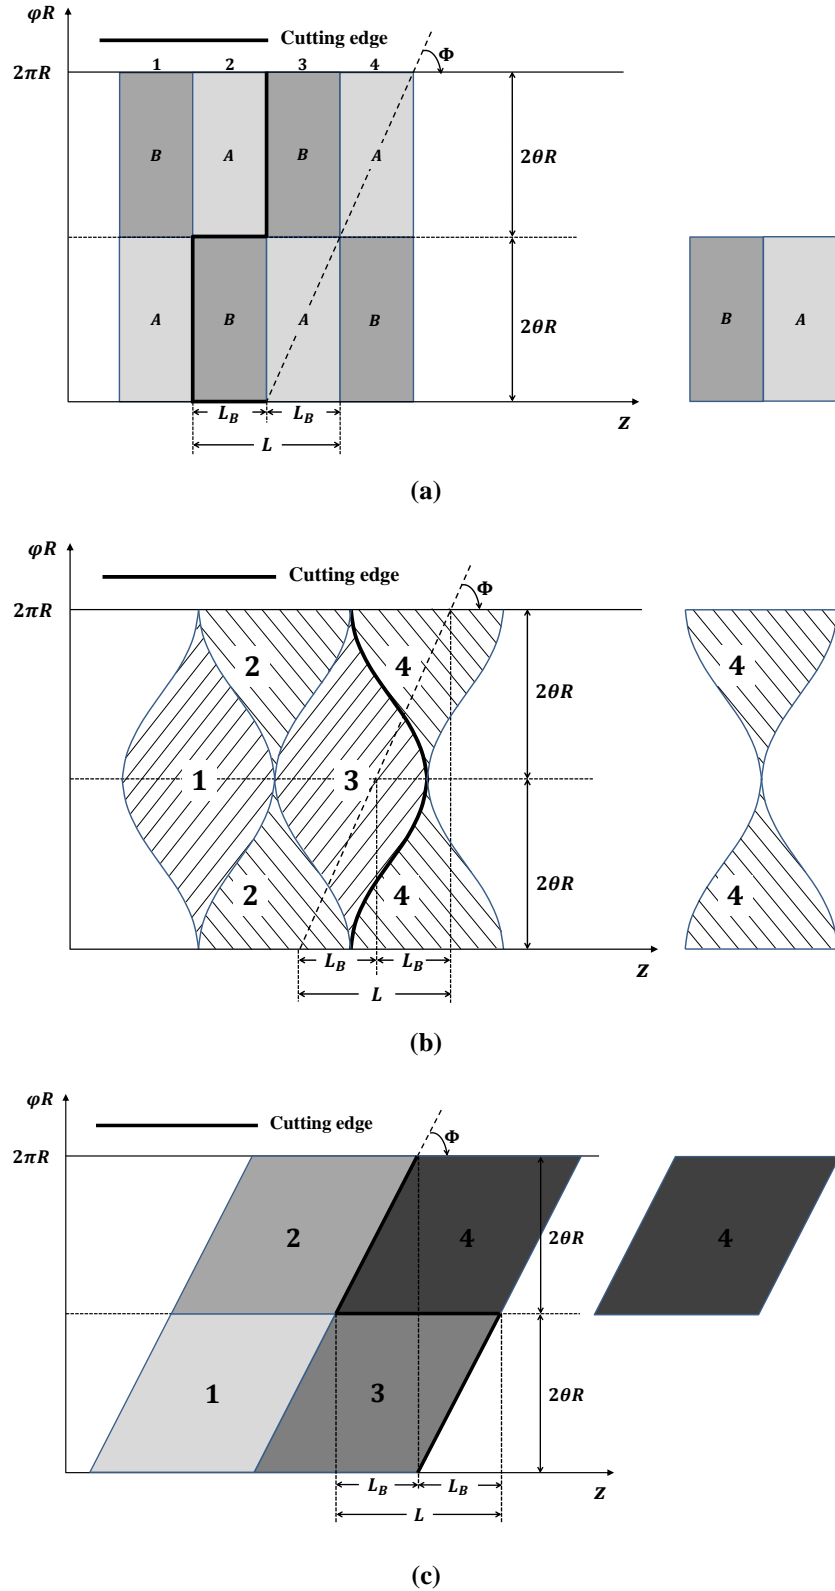 φR
Cutting edge
Φ
2πR
1 2 3 4
B A B A
2θR
A B A B
2θR
B A
L_B L_B
Z
L
(a)
φR
Cutting edge
Φ
2πR
2 4
4
2θR
1 3
2θR
2 4
4
L_B L_B
Z
L
(b)
φR
Cutting edge
Φ
2πR
2 4
2θR
4
1 3
2θR
L_B L_B
Z
L
(c)